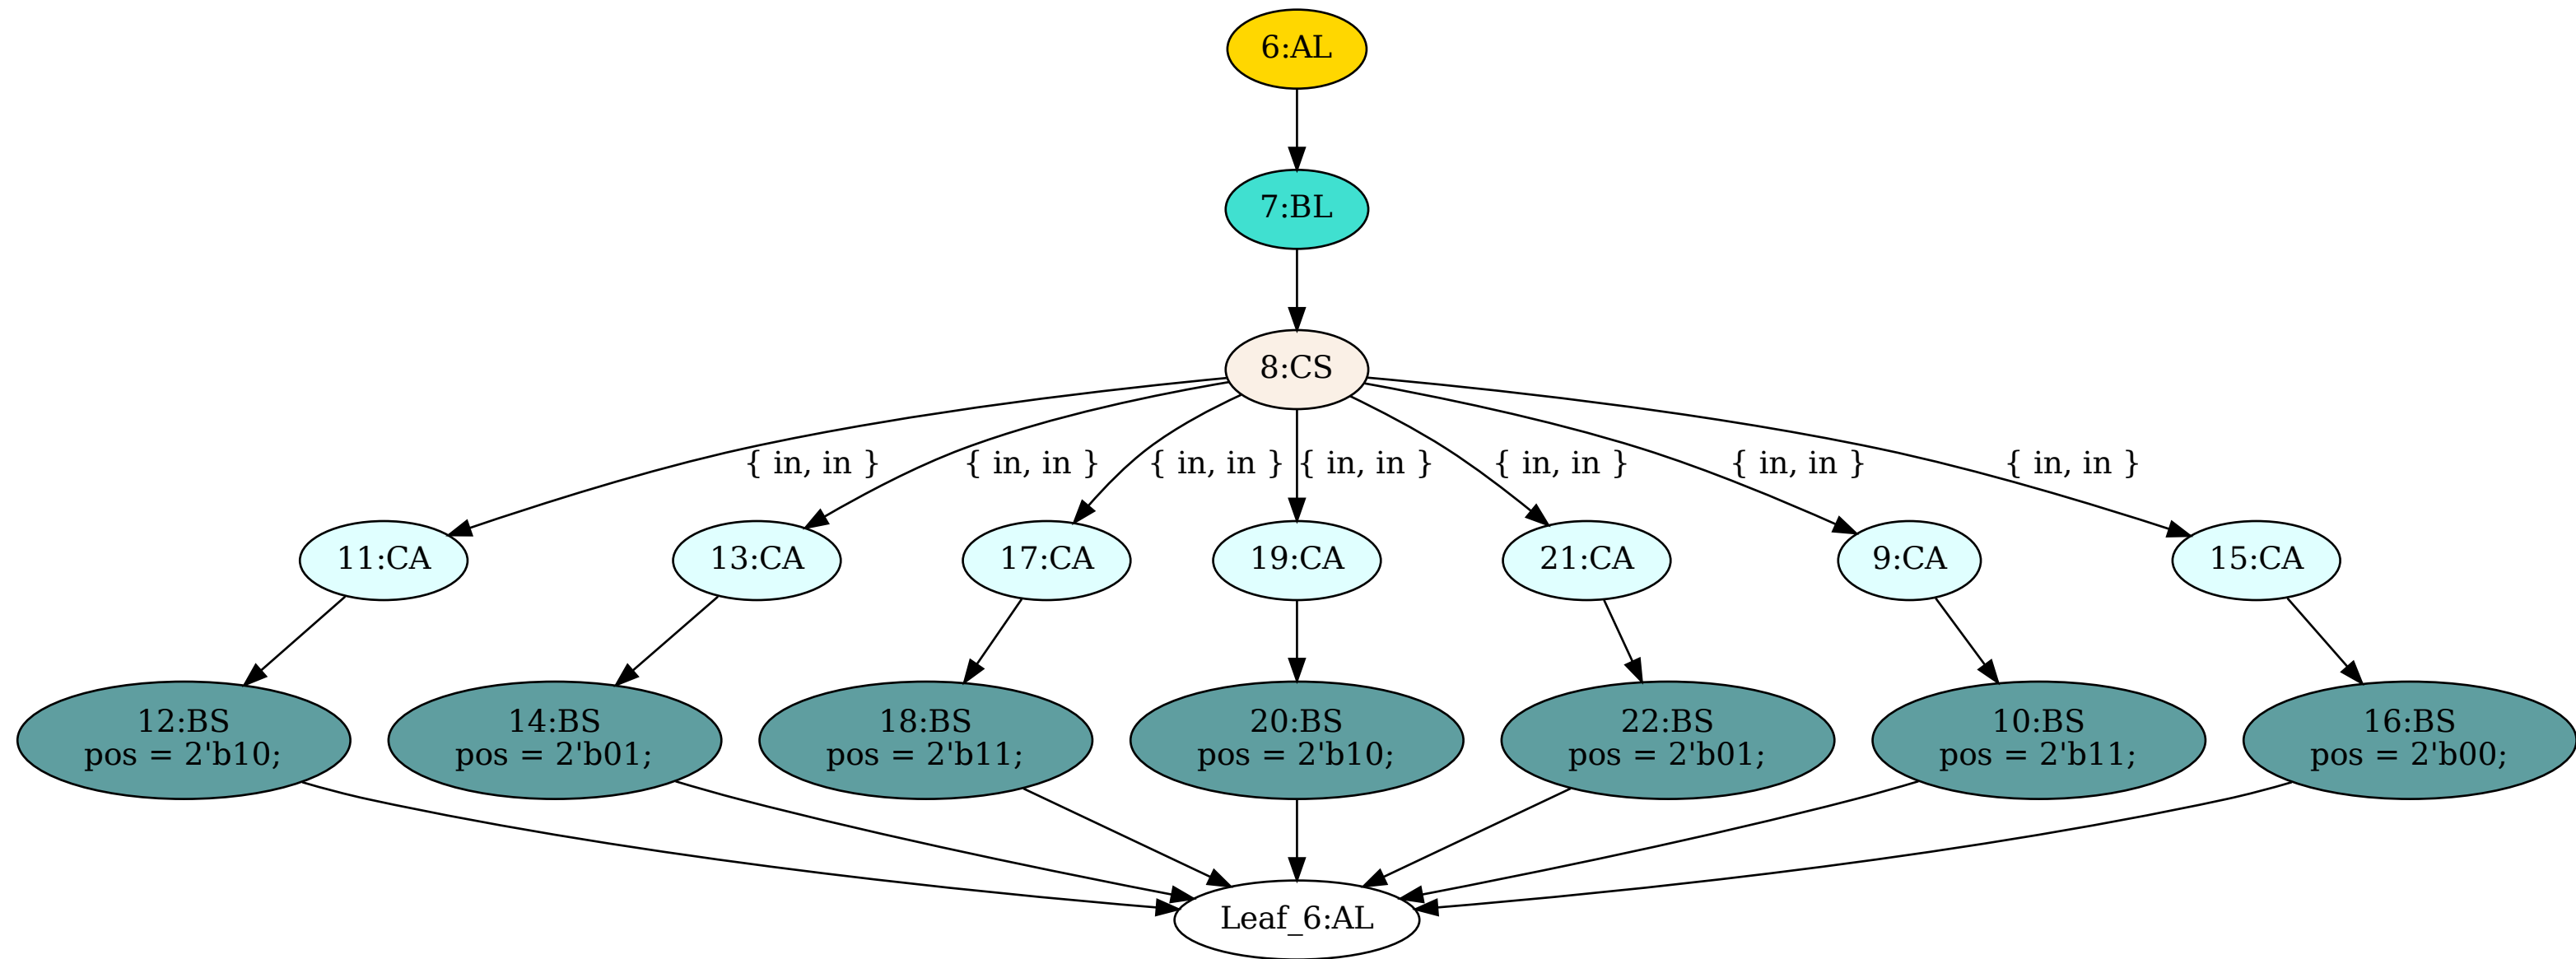 6:AL
7:BL
8:CS
{ in, in }
{ in, in }
{ in, in }
{ in, in }
{ in, in }
{ in, in }
{ in, in }
11:CA
13:CA
17:CA
19:CA
21:CA
9:CA
15:CA
12:BS
pos = 2'b10;
14:BS
pos = 2'b01;
18:BS
pos = 2'b11;
20:BS
pos = 2'b10;
22:BS
pos = 2'b01;
10:BS
pos = 2'b11;
16:BS
pos = 2'b00;
Leaf_6:AL